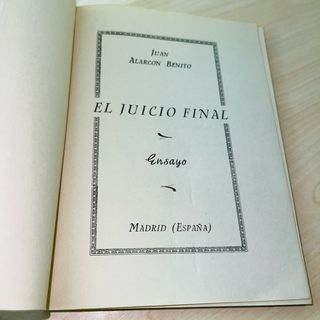 JUAN
ALARCON BENITO
EL JUICIO FINAL
Ensayo
MADRID (ESPAÑA)